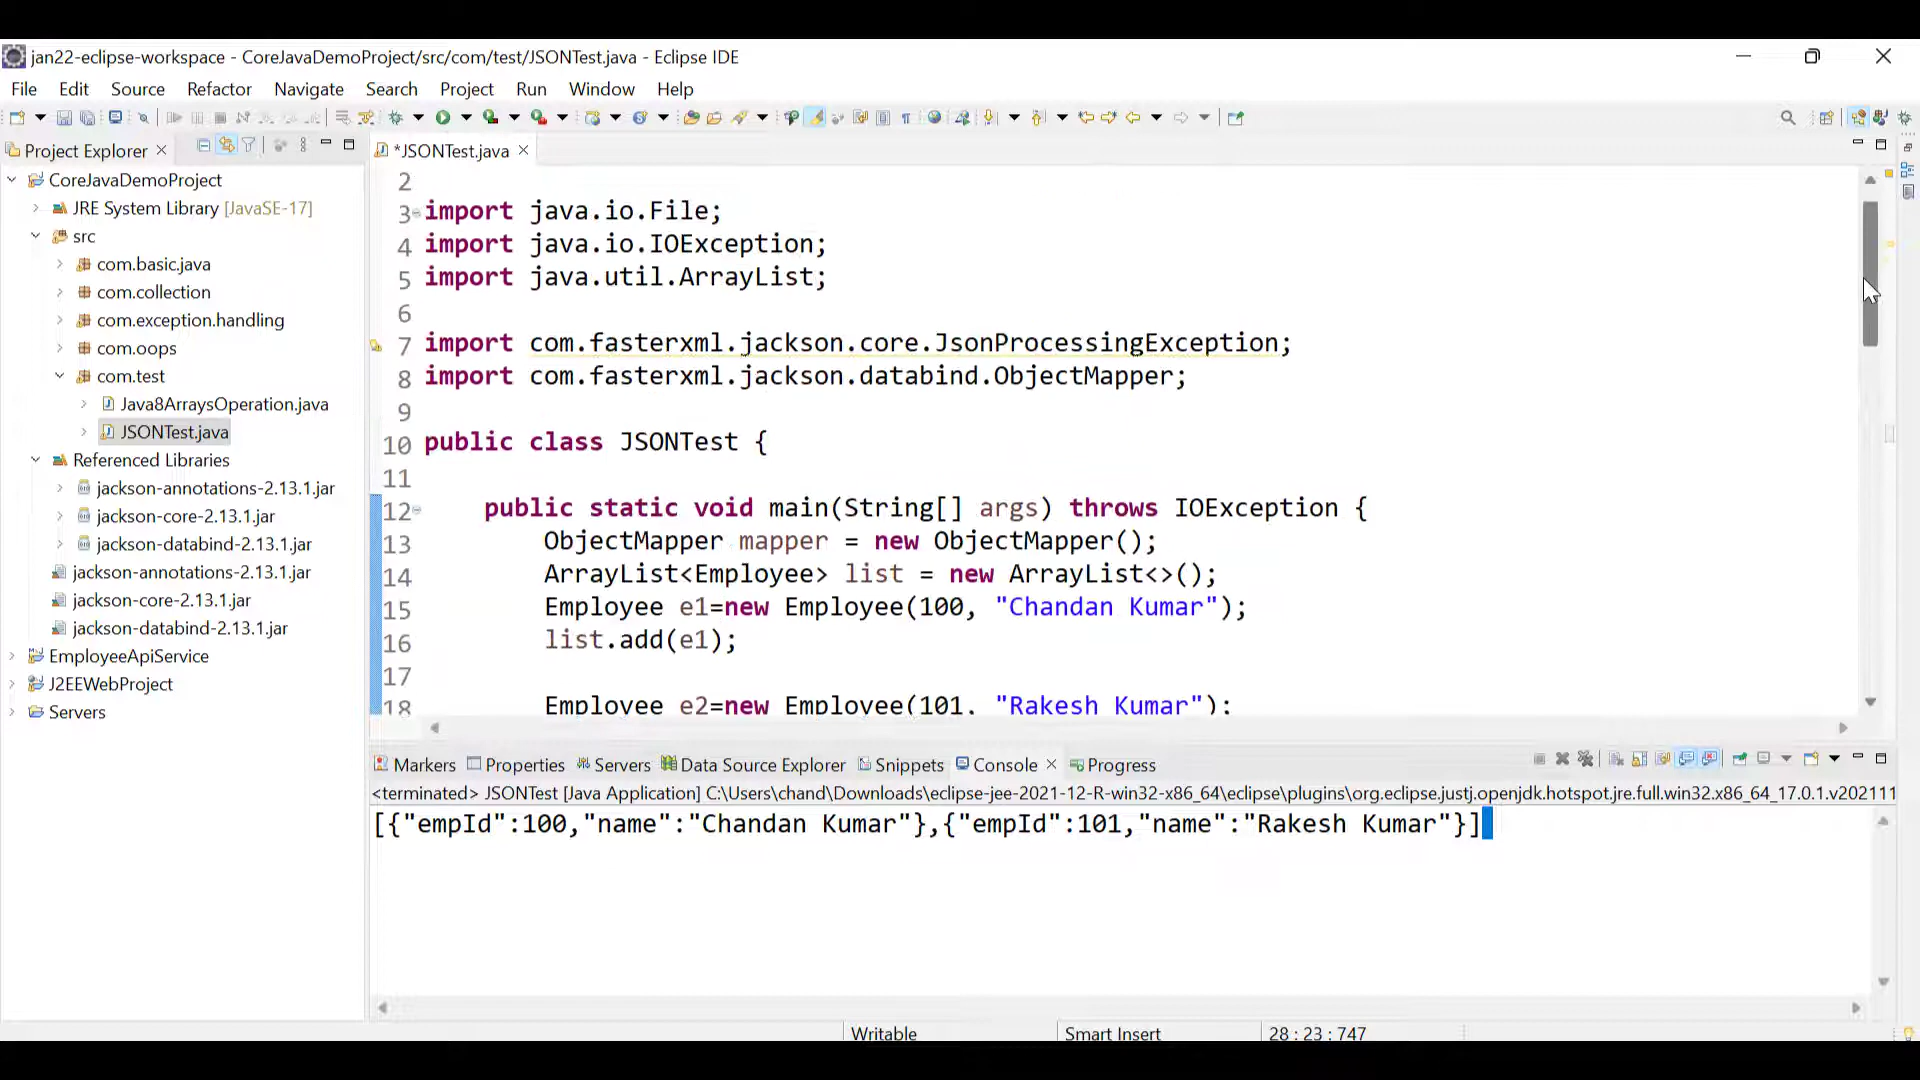 jan22-eclipse-workspace - CoreJavaDemoProject/src/com/test/JSONTest.java - Eclipse IDE
File Edit Source Refactor Navigate Search Project Run Window Help
Project Explorer
CoreJavaDemoProject
JRE System Library [JavaSE-17]
src
com.basic.java
com.collection
com.exception.handling
com.oops
com.test
Java8ArraysOperation.java
JSONTest.java
Referenced Libraries
jackson-annotations-2.13.1.jar
jackson-core-2.13.1.jar
jackson-databind-2.13.1.jar
jackson-annotations-2.13.1.jar
jackson-core-2.13.1.jar
jackson-databind-2.13.1.jar
EmployeeApiService
J2EEWebProject
Servers
*JSONTest.java
2
3 import java.io.File;
4 import java.io.IOException;
5 import java.util.ArrayList;
6
7 import com.fasterxml.jackson.core.JsonProcessingException;
8 import com.fasterxml.jackson.databind.ObjectMapper;
9
10 public class JSONTest {
11
12 public static void main(String[] args) throws IOException {
13 ObjectMapper mapper = new ObjectMapper();
14 ArrayList<Employee> list = new ArrayList<>();
15 Employee e1=new Employee(100, "Chandan Kumar");
16 list.add(e1);
17
18 Employee e2=new Employee(101, "Rakesh Kumar");
Markers Properties Servers Data Source Explorer Snippets Console Progress
<terminated> JSONTest [Java Application] C:\Users\chand\Downloads\eclipse-jee-2021-12-R-win32-x86_64\eclipse\plugins\org.eclipse.justj.openjdk.hotspot.jre.full.win32.x86_64_17.0.1.v202111
[{"empId":100,"name":"Chandan Kumar"},{"empId":101,"name":"Rakesh Kumar"}]
Writable Smart Insert 28 : 23 : 747